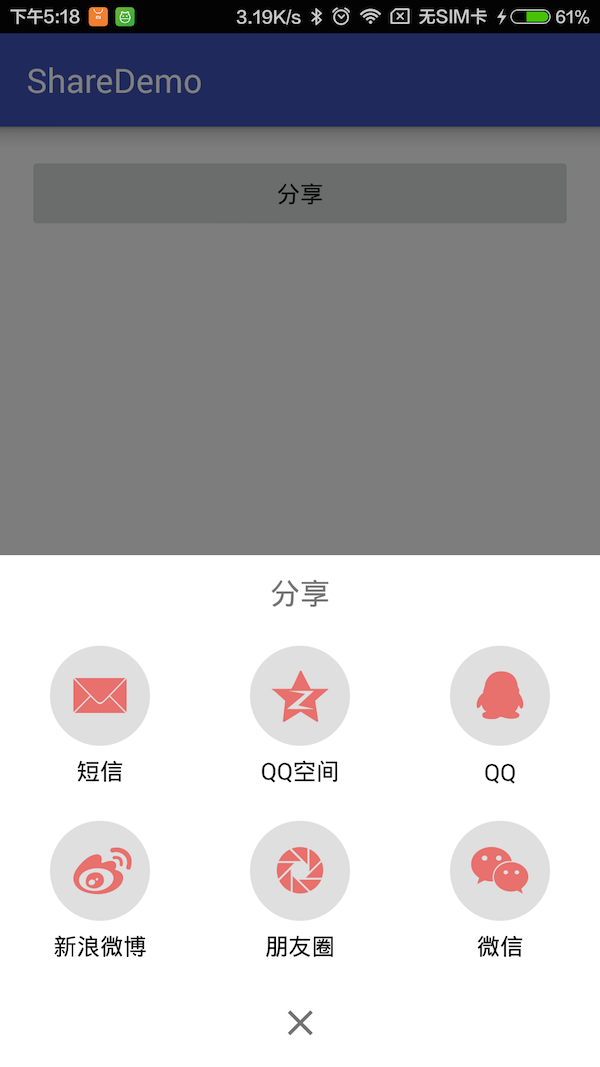 下午5:18 3.19K/s 无SIM卡 61%
ShareDemo
分享
分享
短信 QQ空间 QQ
新浪微博 朋友圈 微信